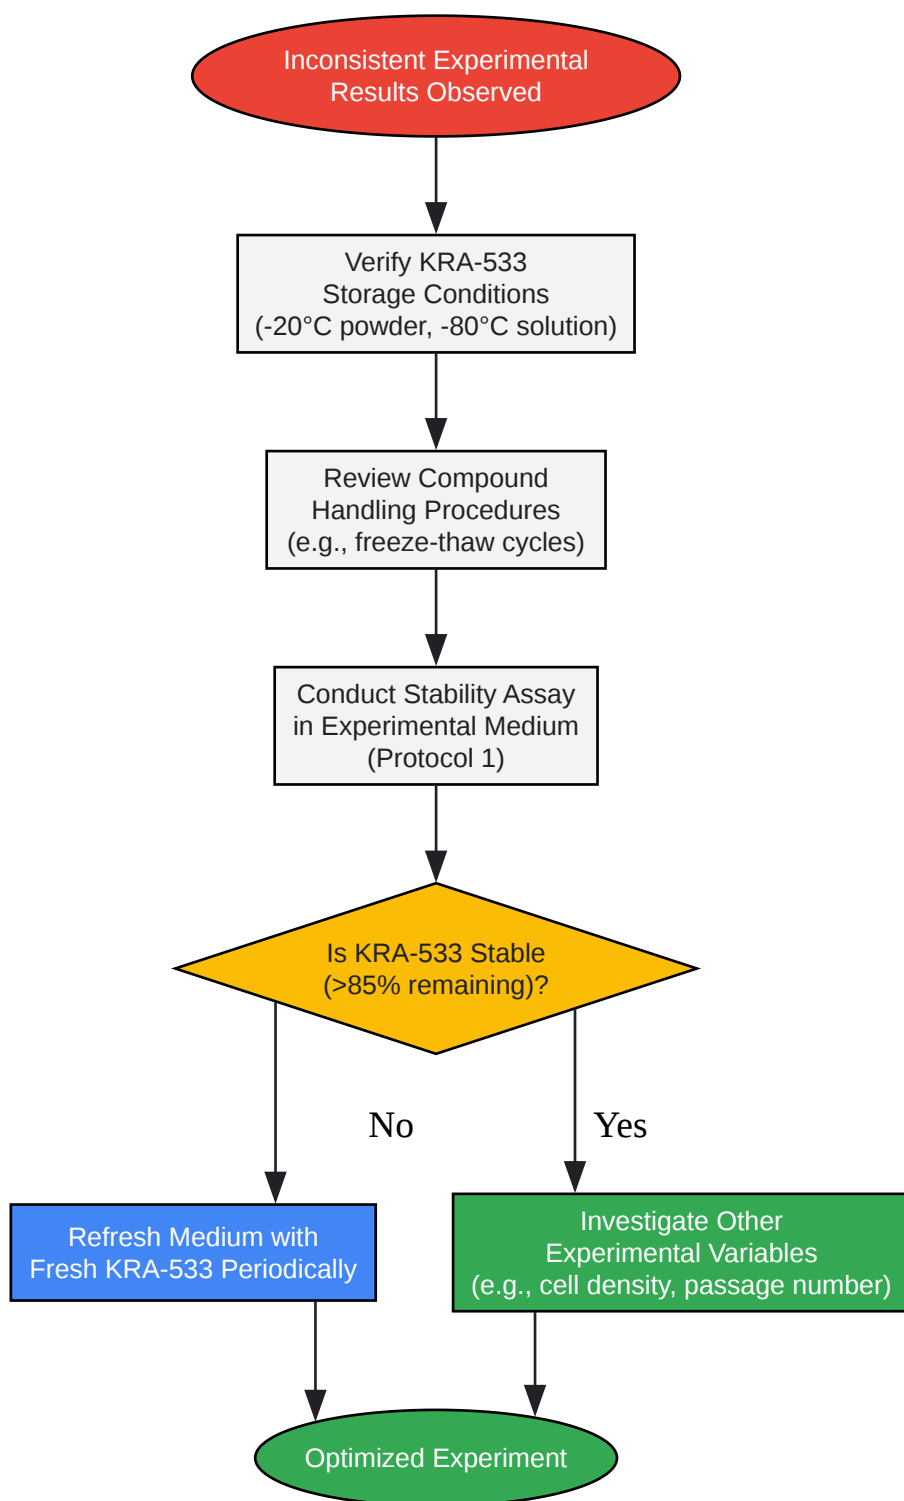 Inconsistent Experimental
Results Observed
Verify KRA-533
Storage Conditions
(-20°C powder, -80°C solution)
Review Compound
Handling Procedures
(e.g., freeze-thaw cycles)
Conduct Stability Assay
in Experimental Medium
(Protocol 1)
Is KRA-533 Stable
(>85% remaining)?
No
Yes
Refresh Medium with
Fresh KRA-533 Periodically
Investigate Other
Experimental Variables
(e.g., cell density, passage number)
Optimized Experiment